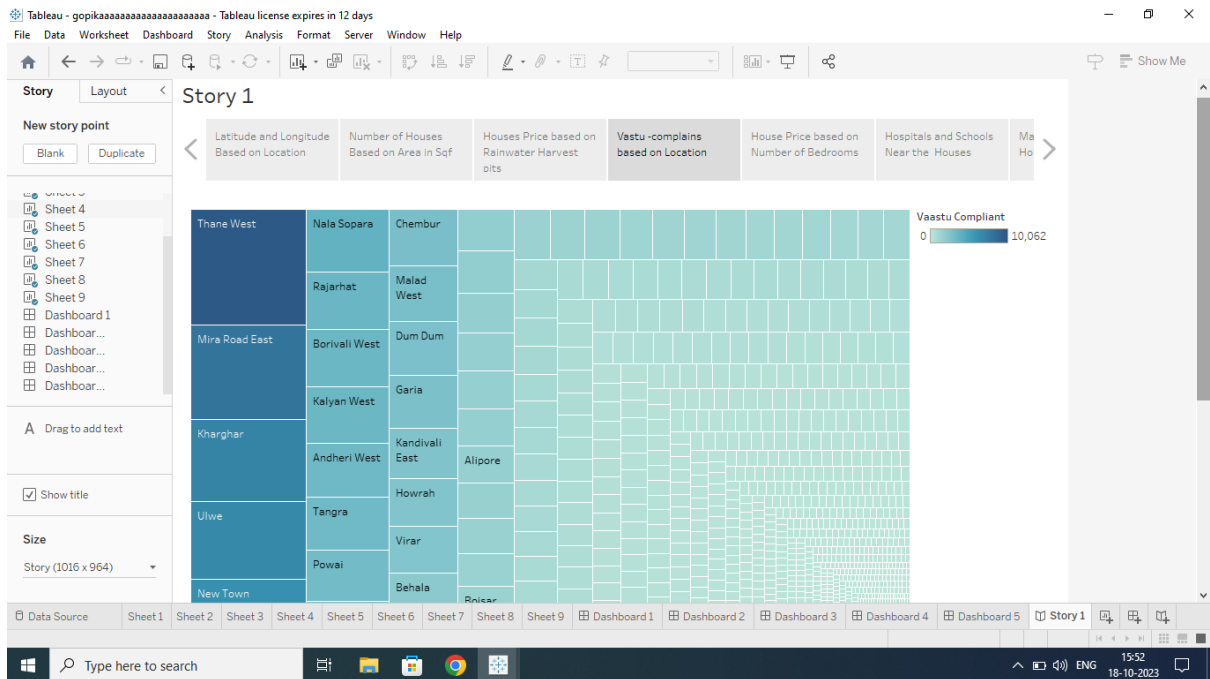 Tableau - gopikaaaaaaaaaaaaaaaaaaaaaa - Tableau license expires in 12 days
File Data Worksheet Dashboard Story Analysis Format Server Window Help
Show Me
Story Layout
New story point
Blank Duplicate
Sheet 4
Sheet 5
Sheet 6
Sheet 7
Sheet 8
Sheet 9
Dashboard 1
Dashboar...
Dashboar...
Dashboar...
Dashboar...
A Drag to add text
Show title
Size
Story (1016 x 964)
Story 1
Latitude and Longitude
Based on Location
Number of Houses
Based on Area in Sqf
Houses Price based on
Rainwater Harvest
pits
Vastu -complains
based on Location
House Price based on
Number of Bedrooms
Hospitals and Schools
Near the Houses
Ma
Ho
Thane West
Mira Road East
Kharghar
Ulwe
New Town
Nala Sopara
Rajarhat
Borivali West
Kalyan West
Andheri West
Tangra
Powai
Chembur
Malad
West
Dum Dum
Garia
Kandivali
East
Howrah
Virar
Behala
Alipore
Boisar
Vaastu Compliant
0 10,062
Data Source Sheet 1 Sheet 2 Sheet 3 Sheet 4 Sheet 5 Sheet 6 Sheet 7 Sheet 8 Sheet 9 Dashboard 1 Dashboard 2 Dashboard 3 Dashboard 4 Dashboard 5 Story 1
Type here to search
ENG
15:52
18-10-2023